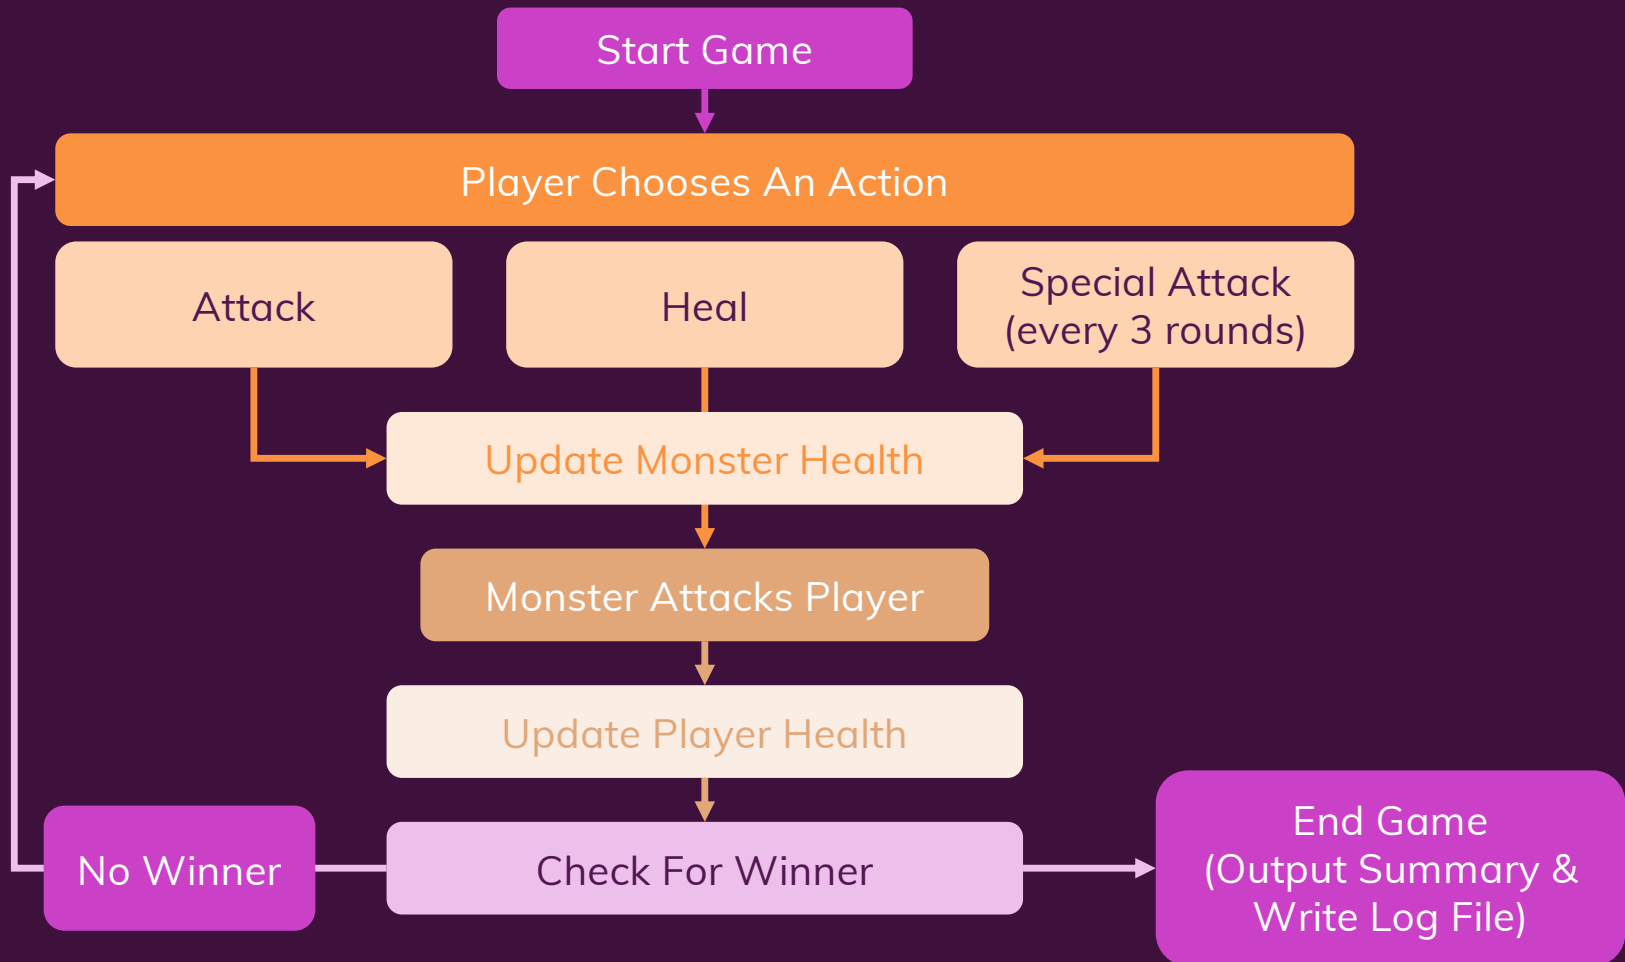 Start Game
Player Chooses An Action
Attack
Heal
Special Attack
(every 3 rounds)
Update Monster Health
Monster Attacks Player
Update Player Health
No Winner
Check For Winner
End Game
(Output Summary &
Write Log File)